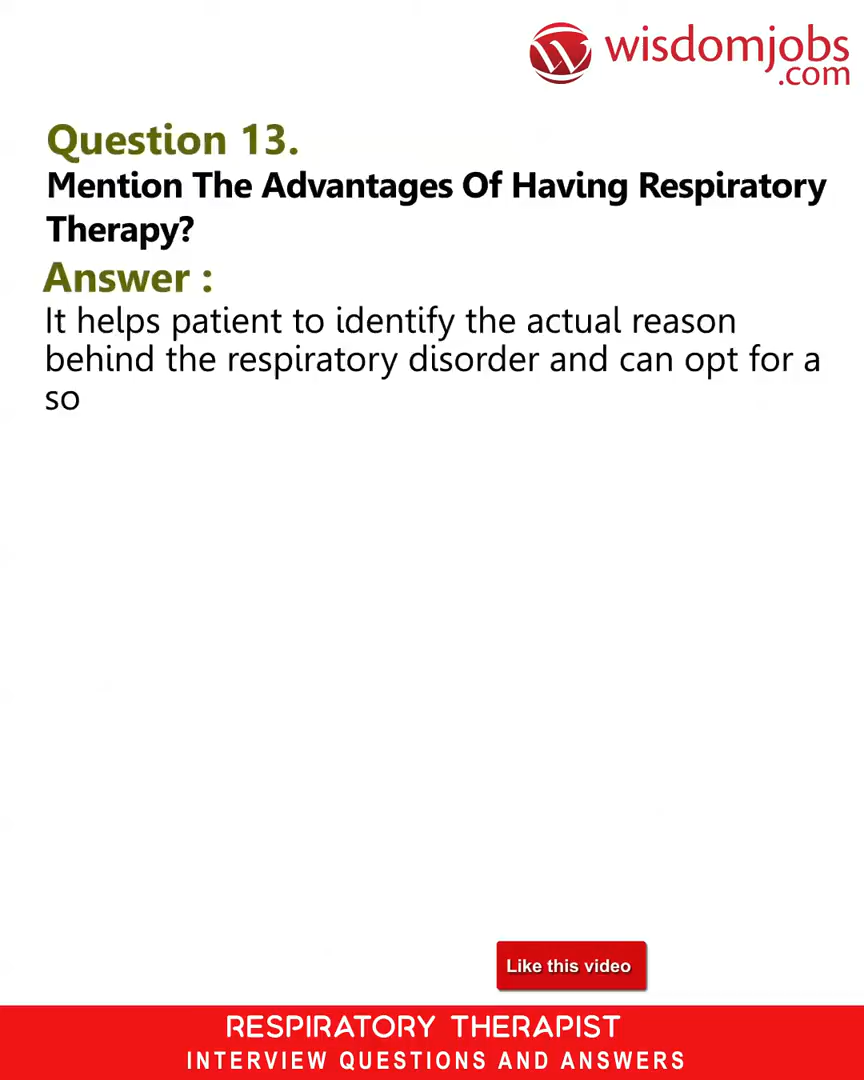 wisdomjobs
.com
Question 13.
Mention The Advantages Of Having Respiratory
Therapy?
Answer :
It helps patient to identify the actual reason
behind the respiratory disorder and can opt for a
so
Like this video
RESPIRATORY THERAPIST
INTERVIEW QUESTIONS AND ANSWERS